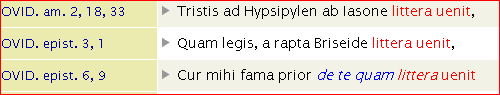 OVID. am. 2, 18, 33 Tristis ad Hypsipylen ab Iasone littera uenit,
OVID. epist. 3, 1 Quam legis, a rapta Briseide littera uenit,
OVID. epist. 6, 9 Cur mihi fama prior de te quam littera uenit